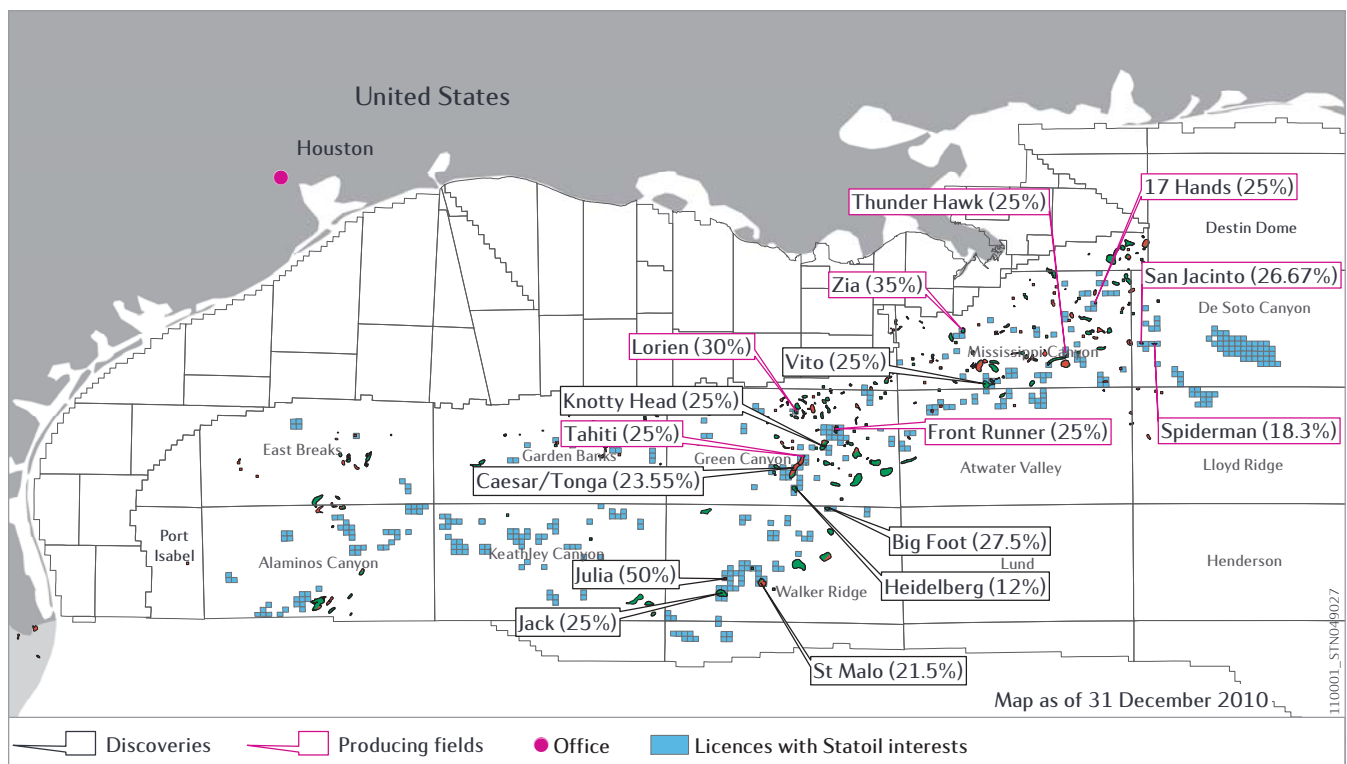 United States
Houston
17 Hands (25%)
Thunder Hawk (25%)
Destin Dome
San Jacinto (26.67%)
Zia (35%)
De Soto Canyon
Lorien (30%)
Vito (25%)
Mississippi Canyon
Knotty Head (25%)
Tahiti (25%)
Front Runner (25%)
Spiderman (18.3%)
East Breaks
Garden Banks
Green Canyon
Atwater Valley
Lloyd Ridge
Caesar/Tonga (23.55%)
Port
Isabel
Big Foot (27.5%)
Alaminos Canyon
Keathley Canyon
Lund
Henderson
Julia (50%)
Walker Ridge
Heidelberg (12%)
Jack (25%)
St Malo (21.5%)
Map as of 31 December 2010
110001_STN049027
Discoveries
Producing fields
Office
Licences with Statoil interests